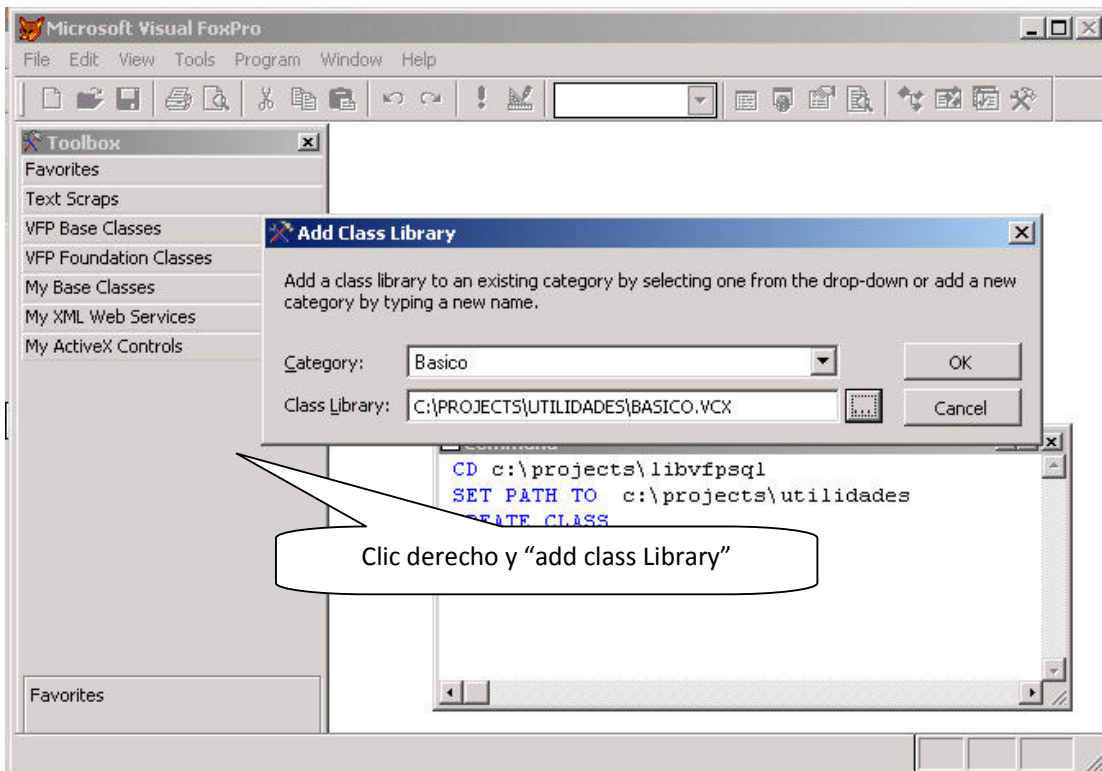 Microsoft Visual FoxPro
File Edit View Tools Program Window Help
Toolbox
Favorites
Text Scraps
VFP Base Classes
VFP Foundation Classes
My Base Classes
My XML Web Services
My ActiveX Controls
Add Class Library
Add a class library to an existing category by selecting one from the drop-down or add a new
category by typing a new name.
Category: Basico OK
Class Library: C:\PROJECTS\UTILIDADES\BASICO.VCX ... Cancel
Command
CD c:\projects\libvfpsql
SET PATH TO c:\projects\utilidades
CREATE CLASS
Clic derecho y “add class Library”
Favorites